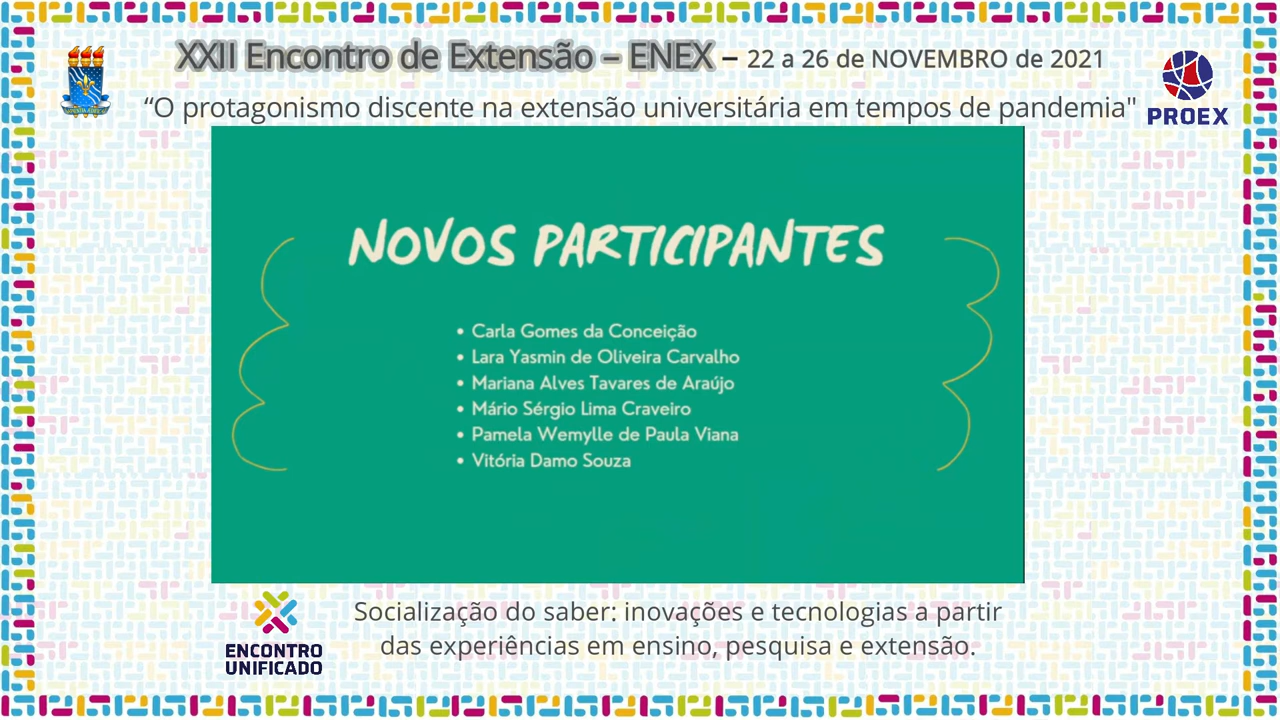 XXII Encontro de Extensão – ENEX – 22 a 26 de NOVEMBRO de 2021
“O protagonismo discente na extensão universitária em tempos de pandemia"
PROEX
NOVOS PARTICIPANTES
• Carla Gomes da Conceição
• Lara Yasmin de Oliveira Carvalho
• Mariana Alves Tavares de Araújo
• Mário Sérgio Lima Craveiro
• Pamela Wemylle de Paula Viana
• Vitória Damo Souza
ENCONTRO
UNIFICADO
Socialização do saber: inovações e tecnologias a partir
das experiências em ensino, pesquisa e extensão.